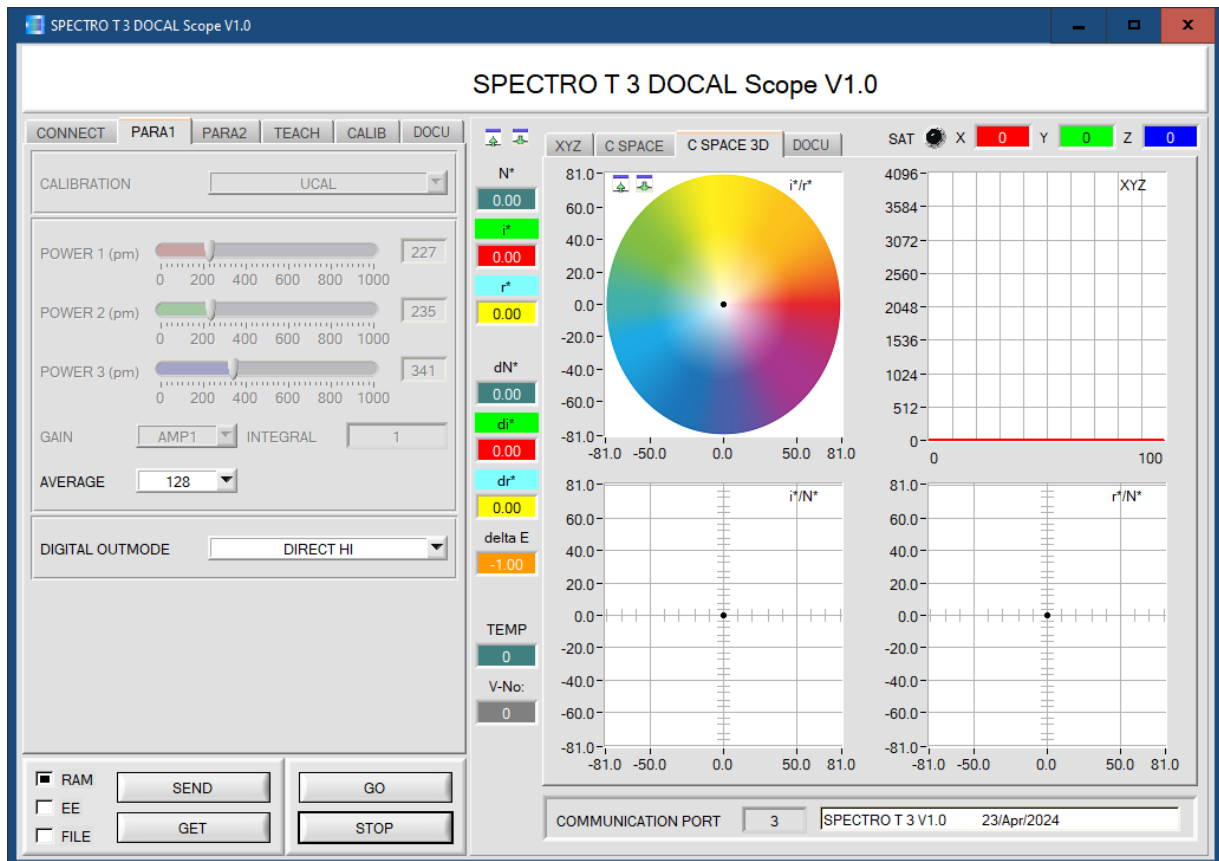 SPECTRO T 3 DOCAL Scope V1.0
SPECTRO T 3 DOCAL Scope V1.0
CONNECT PARA1 PARA2 TEACH CALIB DOCU
CALIBRATION UCAL
POWER 1 (pm) 227
0 200 400 600 800 1000
POWER 2 (pm) 235
0 200 400 600 800 1000
POWER 3 (pm) 341
0 200 400 600 800 1000
GAIN AMP1 INTEGRAL 1
AVERAGE 128
DIGITAL OUTMODE DIRECT HI
RAM
EE
FILE
SEND
GET
GO
STOP
N*
0.00
i*
0.00
r*
0.00
dN*
0.00
di*
0.00
dr*
0.00
delta E
-1.00
TEMP
0
V-No:
0
XYZ C SPACE C SPACE 3D DOCU
SAT X 0 Y 0 Z 0
i*/r*
81.0
60.0
40.0
20.0
0.0
-20.0
-40.0
-60.0
-81.0
-81.0 -50.0 0.0 50.0 81.0
XYZ
4096
3584
3072
2560
2048
1536
1024
512
0
0 100
i*/N*
81.0
60.0
40.0
20.0
0.0
-20.0
-40.0
-60.0
-81.0
-81.0 -50.0 0.0 50.0 81.0
r*/N*
81.0
60.0
40.0
20.0
0.0
-20.0
-40.0
-60.0
-81.0
-81.0 -50.0 0.0 50.0 81.0
COMMUNICATION PORT 3 SPECTRO T 3 V1.0 23/Apr/2024